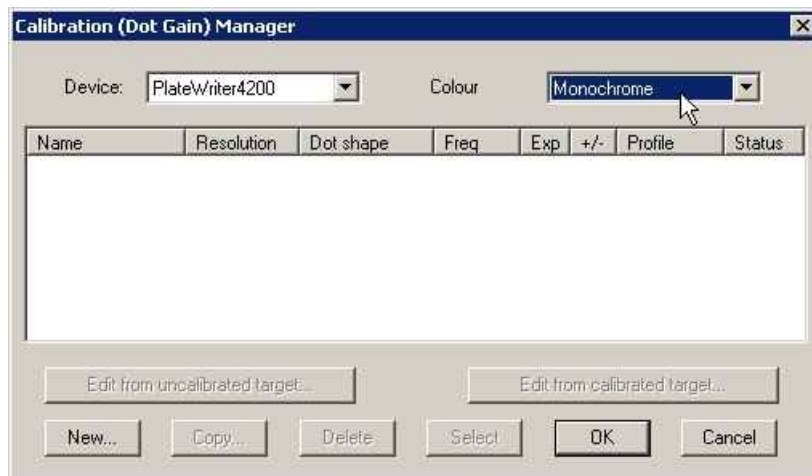 Calibration (Dot Gain) Manager
Device: PlateWriter4200 Colour Monochrome
Name Resolution Dot shape Freq Exp +/- Profile Status
Edit from uncalibrated target... Edit from calibrated target...
New... Copy... Delete Select OK Cancel